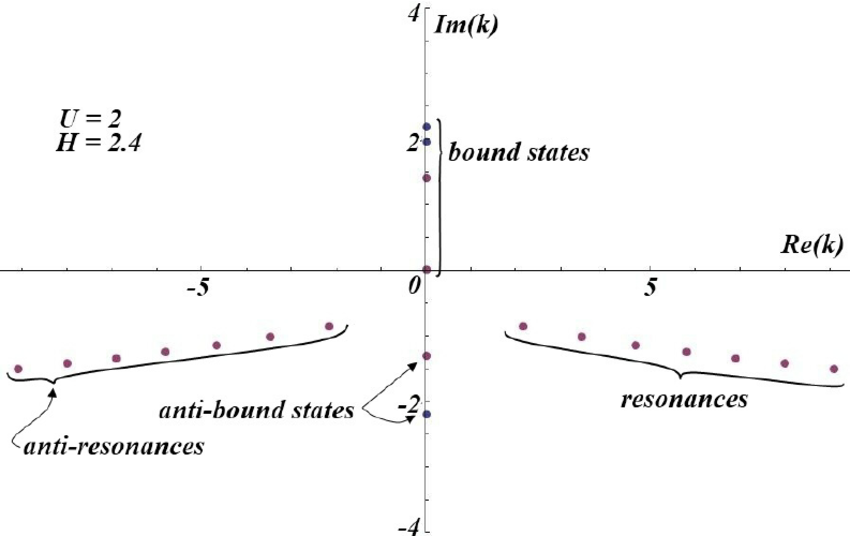 4
Im(k)
U = 2
H = 2.4
2
bound states
Re(k)
-5
0
5
anti-bound states
-2
resonances
anti-resonances
-4